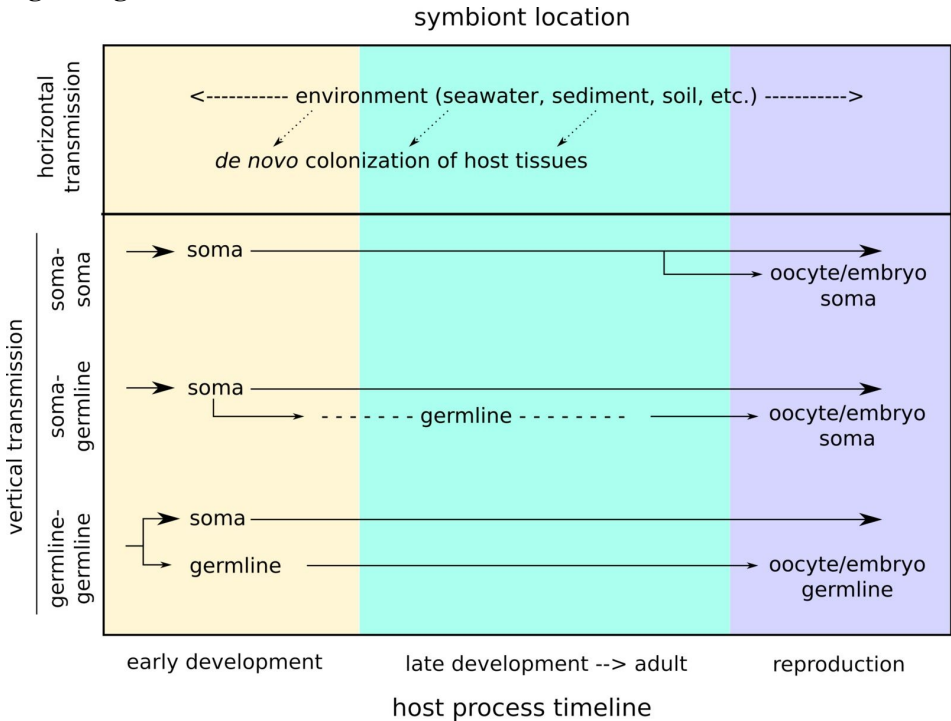 symbiont location
horizontal
transmission
<---------- environment (seawater, sediment, soil, etc.) ---------->
de novo colonization of host tissues
vertical transmission
soma-
soma
soma
oocyte/embryo
soma
soma-
germline
soma
- - - - - - - germline - - - - - - - -
oocyte/embryo
soma
germline-
germline
soma
germline
oocyte/embryo
germline
early development
late development --> adult
reproduction
host process timeline